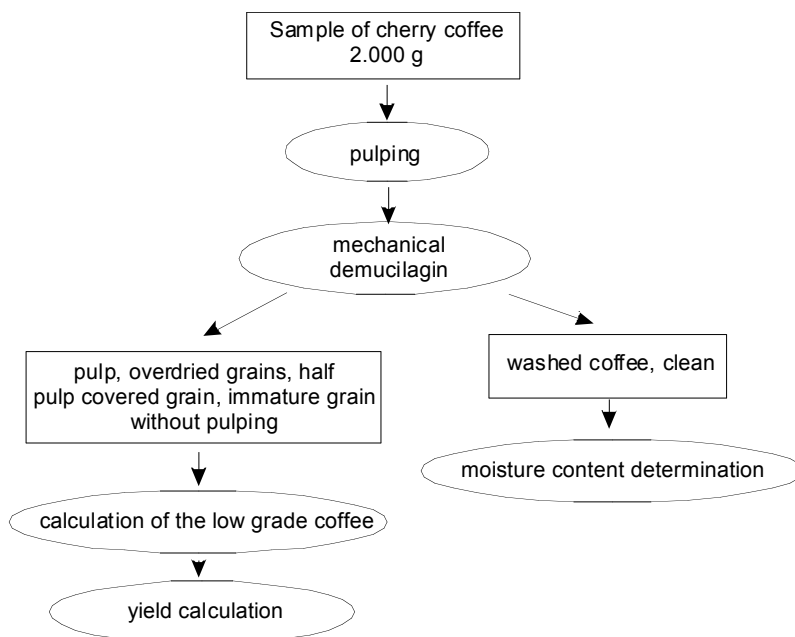 Sample of cherry coffee
2.000 g
pulping
mechanical
demucilagin
pulp, overdried grains, half
pulp covered grain, immature grain
without pulping
washed coffee, clean
moisture content determination
calculation of the low grade coffee
yield calculation